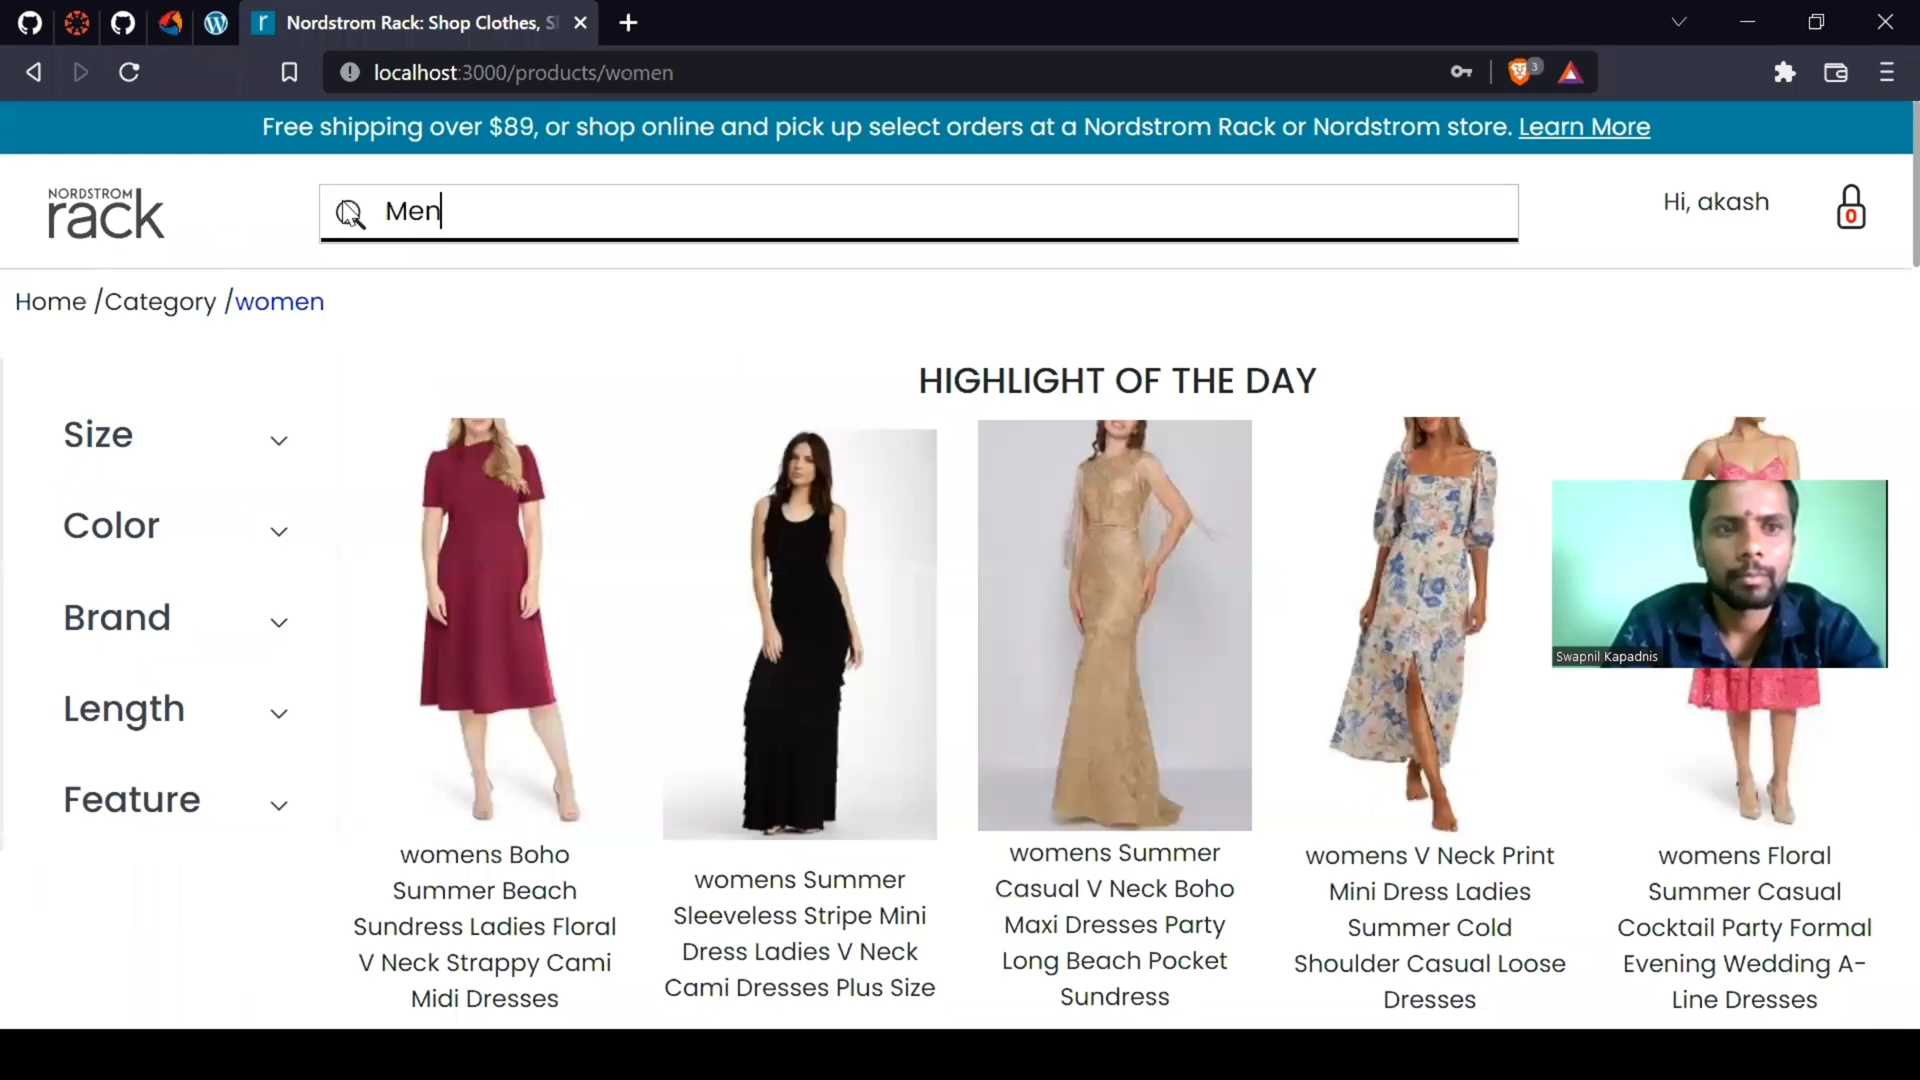 Nordstrom Rack: Shop Clothes, S
localhost:3000/products/women
3
Free shipping over $89, or shop online and pick up select orders at a Nordstrom Rack or Nordstrom store. Learn More
NORDSTROM
rack
Men
Hi, akash
0
Home /Category /women
HIGHLIGHT OF THE DAY
Size
Color
Brand
Length
Feature
Swapnil Kapadnis
womens Boho
Summer Beach
Sundress Ladies Floral
V Neck Strappy Cami
Midi Dresses
womens Summer
Sleeveless Stripe Mini
Dress Ladies V Neck
Cami Dresses Plus Size
womens Summer
Casual V Neck Boho
Maxi Dresses Party
Long Beach Pocket
Sundress
womens V Neck Print
Mini Dress Ladies
Summer Cold
Shoulder Casual Loose
Dresses
womens Floral
Summer Casual
Cocktail Party Formal
Evening Wedding A-
Line Dresses